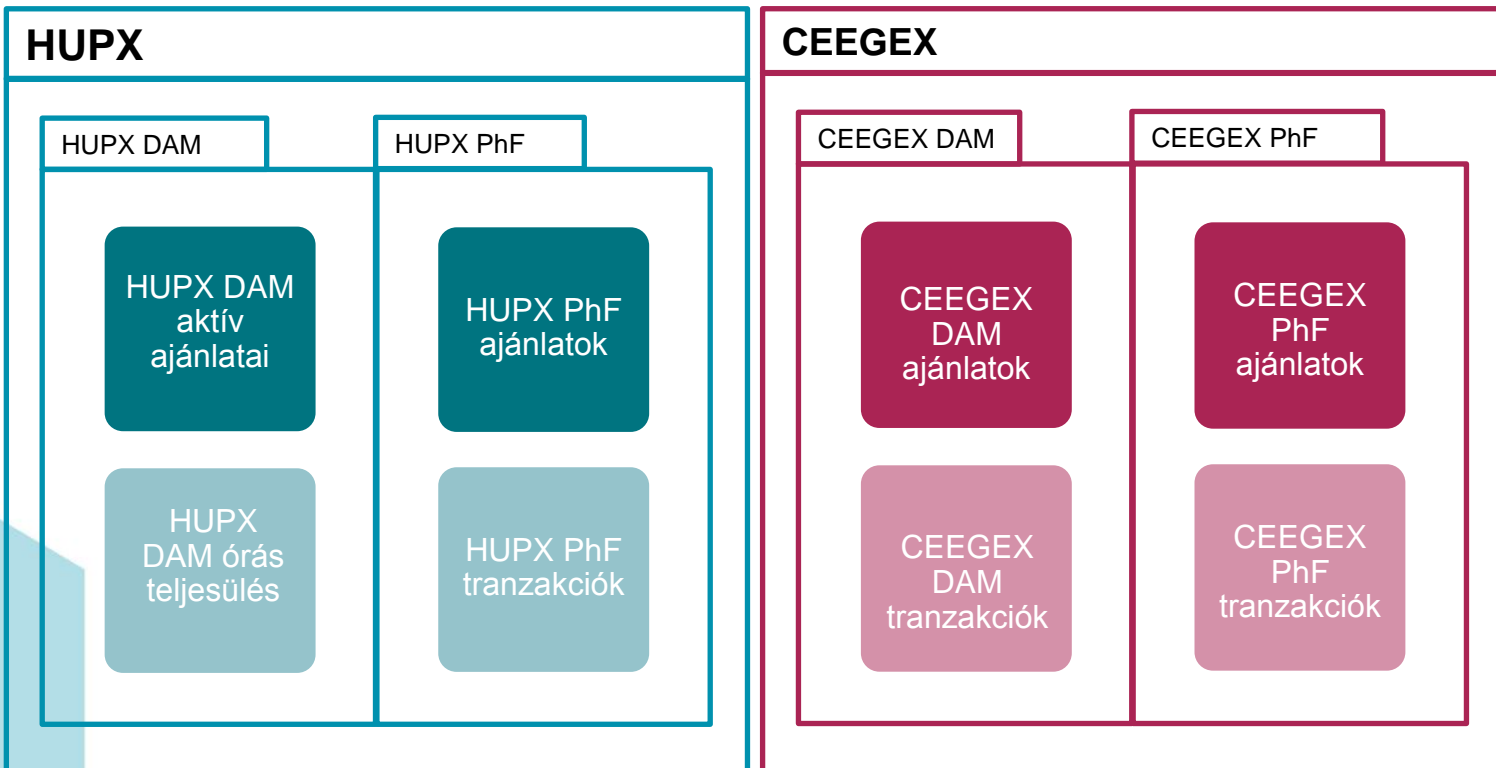 HUPX
HUPX DAM
HUPX PhF
HUPX DAM
aktív
ajánlatai
HUPX PhF
ajánlatok
HUPX
DAM órás
teljesülés
HUPX PhF
tranzakciók
CEEGEX
CEEGEX DAM
CEEGEX PhF
CEEGEX
DAM
ajánlatok
CEEGEX
PhF
ajánlatok
CEEGEX
DAM
tranzakciók
CEEGEX
PhF
tranzakciók